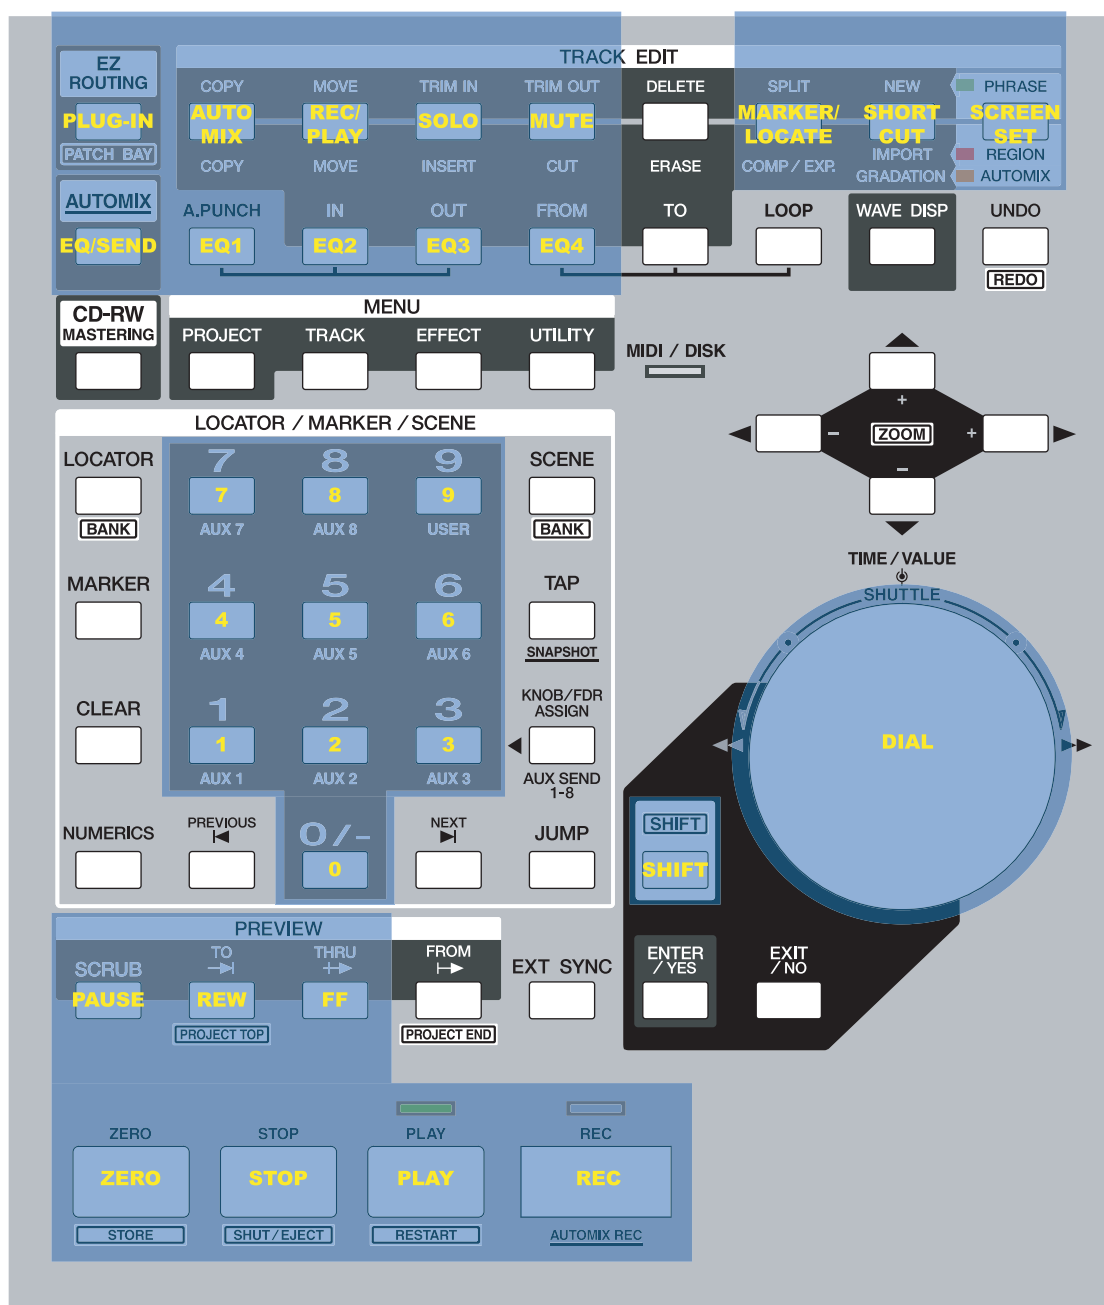 TRACK EDIT
EZ
ROUTING
PLUG-IN
PATCH BAY
COPY
MOVE
TRIM IN
TRIM OUT
DELETE
SPLIT
NEW
PHRASE
AUTO
MIX
REC/
PLAY
SOLO
MUTE
MARKER/
LOCATE
SHORT
CUT
SCREEN
SET
COPY
MOVE
INSERT
CUT
ERASE
COMP / EXP.
IMPORT
GRADATION
REGION
AUTOMIX
AUTOMIX
EQ/SEND
A.PUNCH
IN
OUT
FROM
TO
LOOP
WAVE DISP
UNDO
EQ1
EQ2
EQ3
EQ4
REDO
CD-RW
MASTERING
MENU
PROJECT
TRACK
EFFECT
UTILITY
MIDI / DISK
+
−
ZOOM
+
−
LOCATOR / MARKER / SCENE
LOCATOR
7
8
9
SCENE
7
8
9
BANK
AUX 7
AUX 8
USER
BANK
MARKER
4
5
6
TAP
4
5
6
AUX 4
AUX 5
AUX 6
SNAPSHOT
TIME / VALUE
SHUTTLE
DIAL
CLEAR
1
2
3
KNOB/FDR
ASSIGN
1
2
3
AUX 1
AUX 2
AUX 3
AUX SEND
1-8
NUMERICS
PREVIOUS
0/-
NEXT
JUMP
0
SHIFT
SHIFT
PREVIEW
SCRUB
TO
THRU
FROM
EXT SYNC
ENTER
/ YES
EXIT
/ NO
PAUSE
REW
FF
PROJECT TOP
PROJECT END
ZERO
STOP
PLAY
REC
ZERO
STOP
PLAY
REC
STORE
SHUT / EJECT
RESTART
AUTOMIX REC